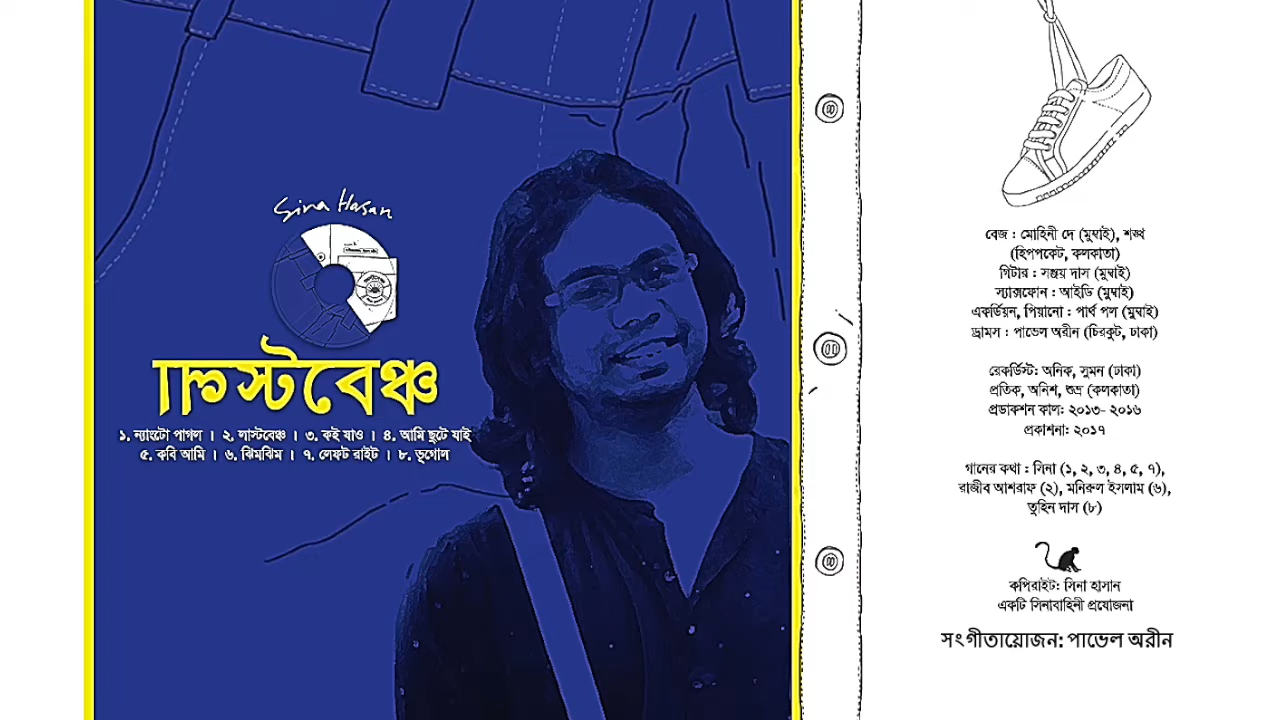 Sina Hasan
লাস্টবেঞ্চ
১. ন্যাংটো পাগল । ২. লাস্টবেঞ্চ । ৩. কই যাও । ৪. আমি ছুটে যাই
৫. কবি আমি । ৬. ঝিমঝিম । ৭. লেফট রাইট । ৮. ভূগোল
বেজ : মোহিনী দে (মুম্বাই), শঙ্খ
(হিপপকেট, কলকাতা)
গিটার : সঞ্জয় দাস (মুম্বাই)
স্যাক্সফোন : আইডি (মুম্বাই)
একর্ডিয়ন, পিয়ানো : পার্থ পল (মুম্বাই)
ড্রামস : পাভেল অরীন (চিরকুট, ঢাকা)
রেকর্ডিস্ট: অনিক, সুমন (ঢাকা)
প্রতিক, অনিশ, শুভ্র (কলকাতা)
প্রডাকশন কাল: ২০১৩- ২০১৬
প্রকাশনা: ২০১৭
গানের কথা : সিনা (১, ২, ৩, ৪, ৫, ৭),
রাজীব আশরাফ (২), মনিরুল ইসলাম (৬),
তুহিন দাস (৮)
কপিরাইট: সিনা হাসান
একটি সিনাবাহিনী প্রযোজনা
সংগীতায়োজন: পাভেল অরীন